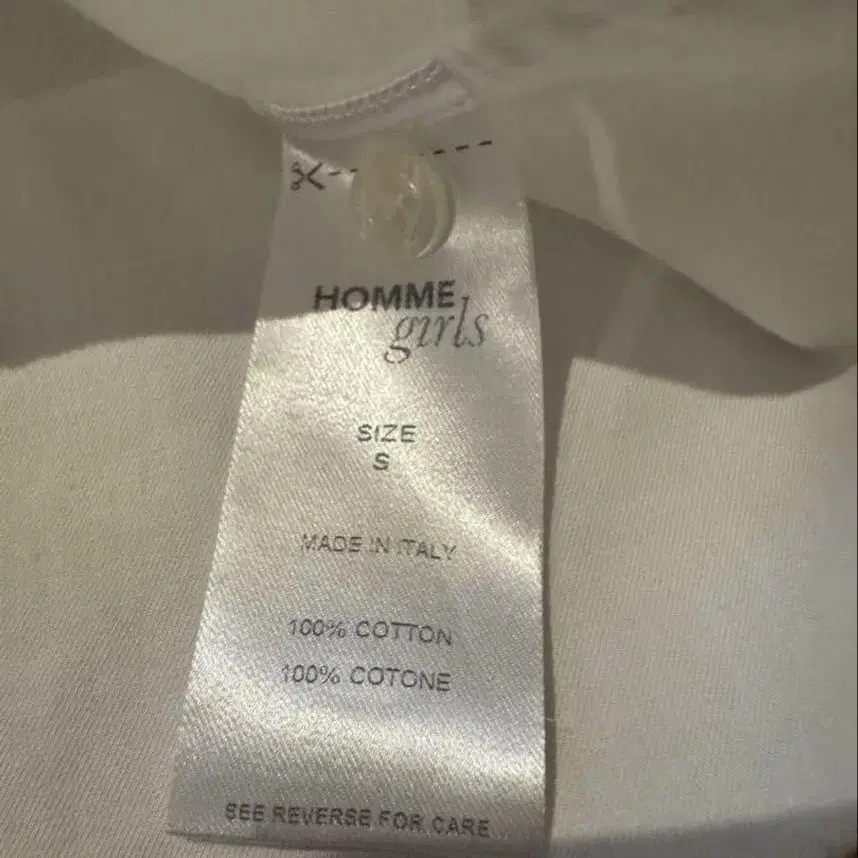 HOMME
girls
SIZE
S
MADE IN ITALY
100% COTTON
100% COTONE
SEE REVERSE FOR CARE